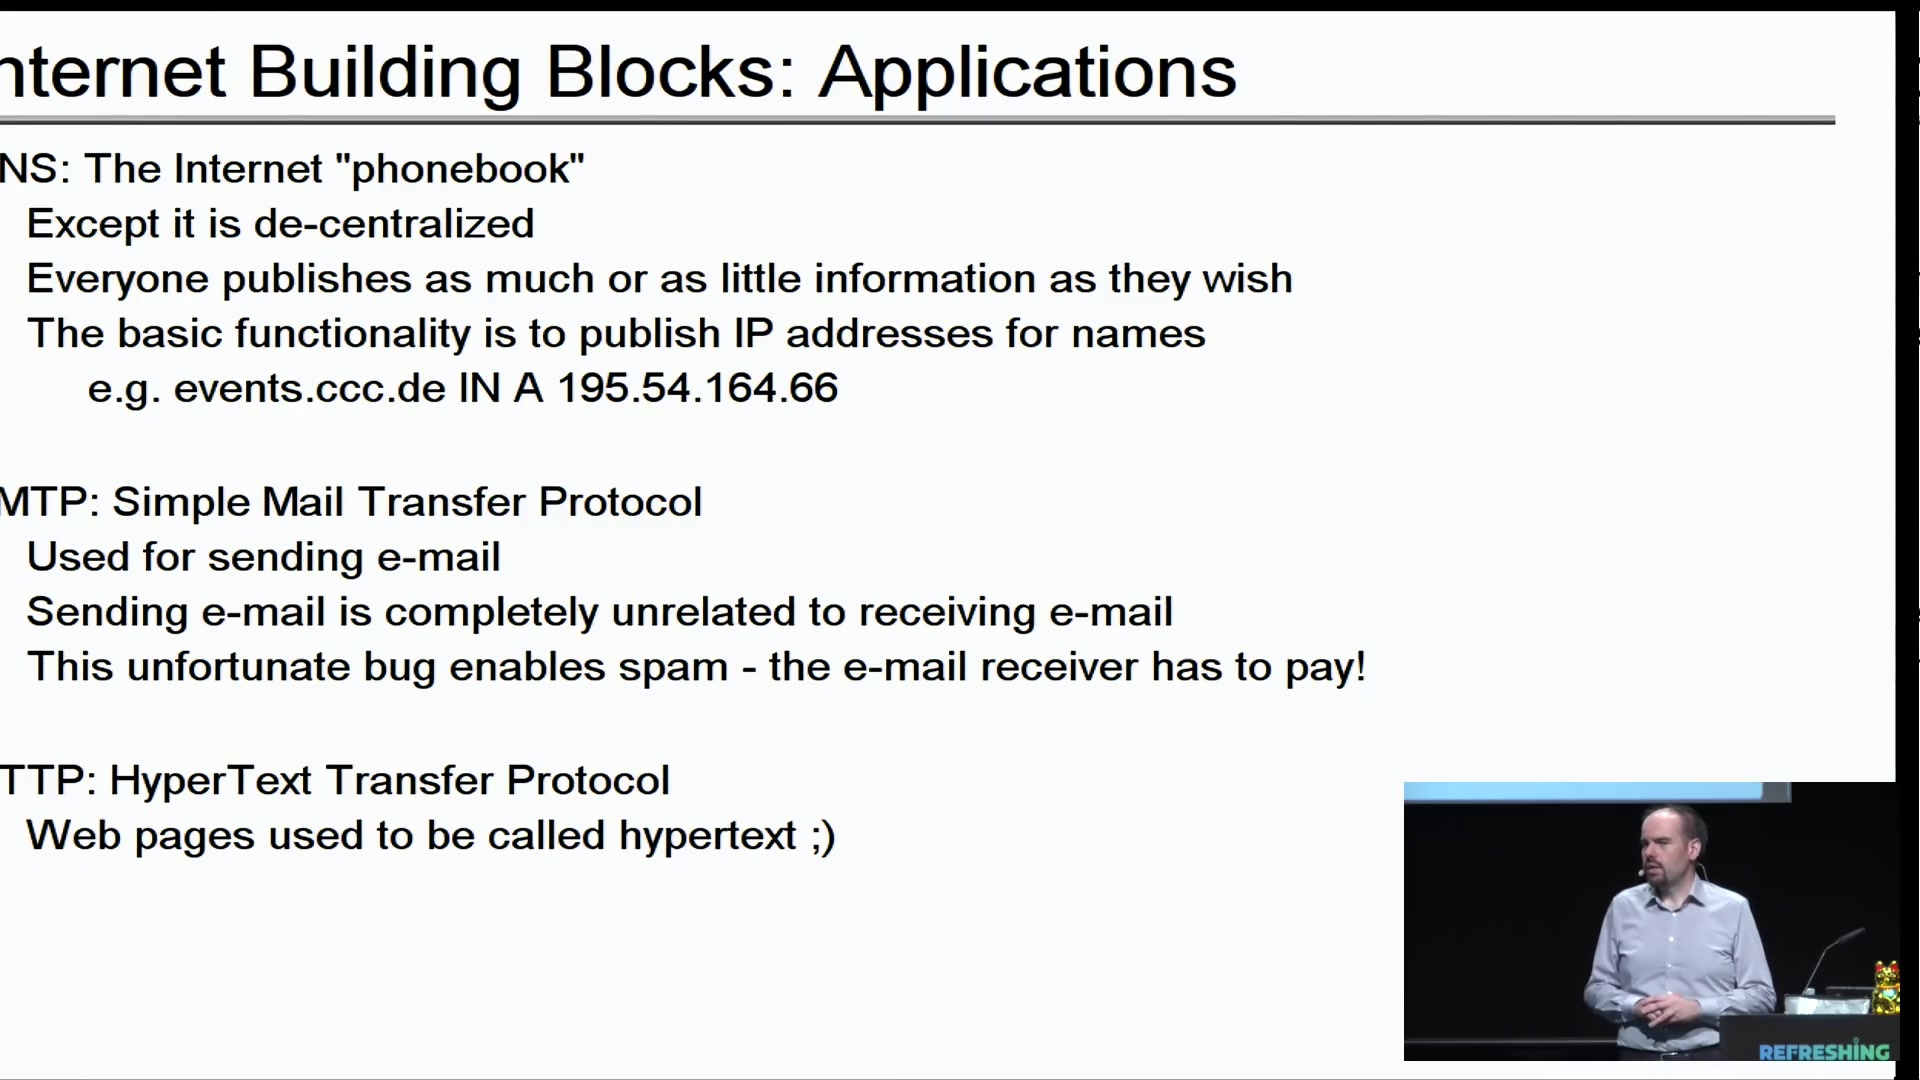 nternet Building Blocks: Applications
NS: The Internet "phonebook"
Except it is de-centralized
Everyone publishes as much or as little information as they wish
The basic functionality is to publish IP addresses for names
e.g. events.ccc.de IN A 195.54.164.66
MTP: Simple Mail Transfer Protocol
Used for sending e-mail
Sending e-mail is completely unrelated to receiving e-mail
This unfortunate bug enables spam - the e-mail receiver has to pay!
TTP: HyperText Transfer Protocol
Web pages used to be called hypertext ;)
REFRESHING